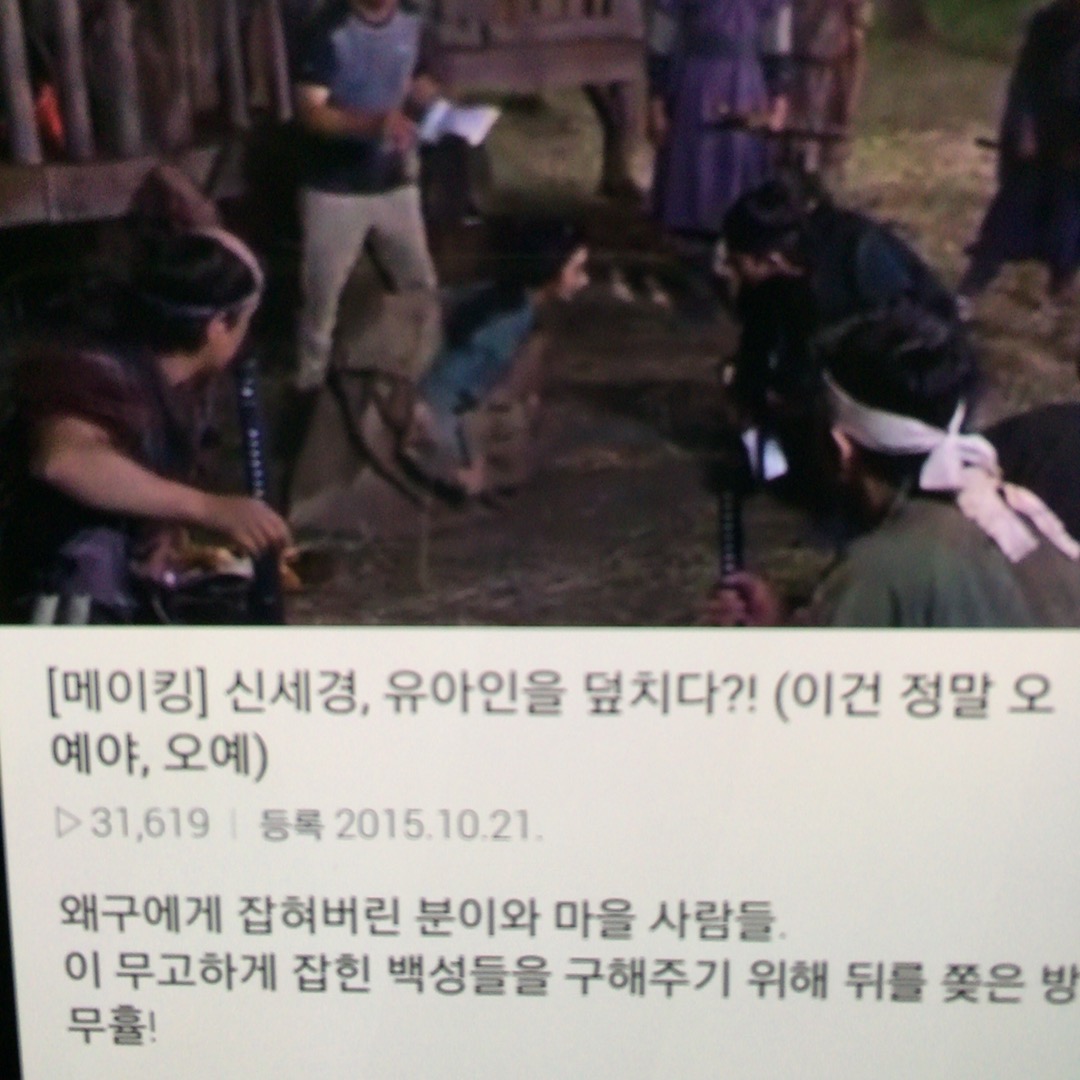 [메이킹] 신세경, 유아인을 덮치다?! (이건 정말 오
예야, 오예)
31,619 | 등록 2015.10.21.
왜구에게 잡혀버린 분이와 마을 사람들.
이 무고하게 잡힌 백성들을 구해주기 위해 뒤를 쫓은 방
무휼!